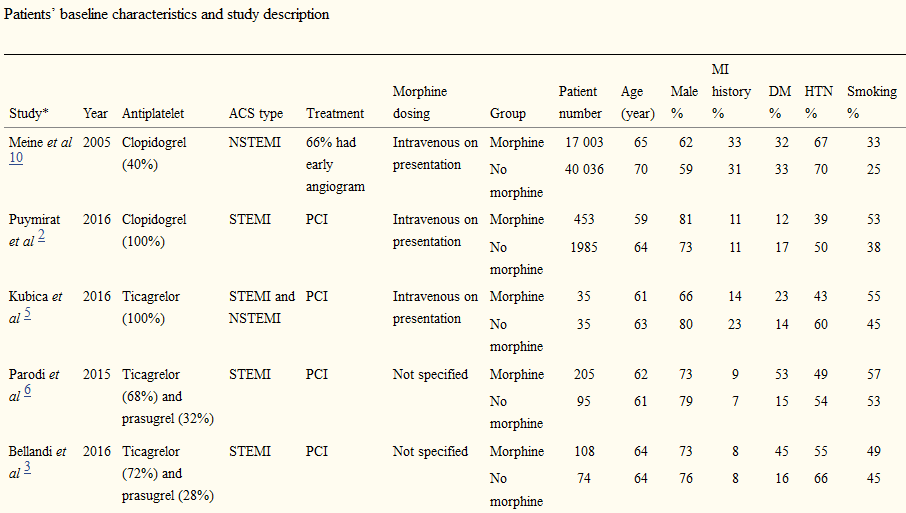 Patients’ baseline characteristics and study description
Study* Year Antiplatelet ACS type Treatment Morphine dosing Group Patient number Age (year) Male % MI history % DM % HTN % Smoking %
Meine et al 10 2005 Clopidogrel (40%) NSTEMI 66% had early angiogram Intravenous on presentation Morphine 17 003 65 62 33 32 67 33
No morphine 40 036 70 59 31 33 70 25
Puymirat et al 2 2016 Clopidogrel (100%) STEMI PCI Intravenous on presentation Morphine 453 59 81 11 12 39 53
No morphine 1985 64 73 11 17 50 38
Kubica et al 5 2016 Ticagrelor (100%) STEMI and NSTEMI PCI Intravenous on presentation Morphine 35 61 66 14 23 43 55
No morphine 35 63 80 23 14 60 45
Parodi et al 6 2015 Ticagrelor (68%) and prasugrel (32%) STEMI PCI Not specified Morphine 205 62 73 9 53 49 57
No morphine 95 61 79 7 15 54 53
Bellandi et al 3 2016 Ticagrelor (72%) and prasugrel (28%) STEMI PCI Not specified Morphine 108 64 73 8 45 55 49
No morphine 74 64 76 8 16 66 45